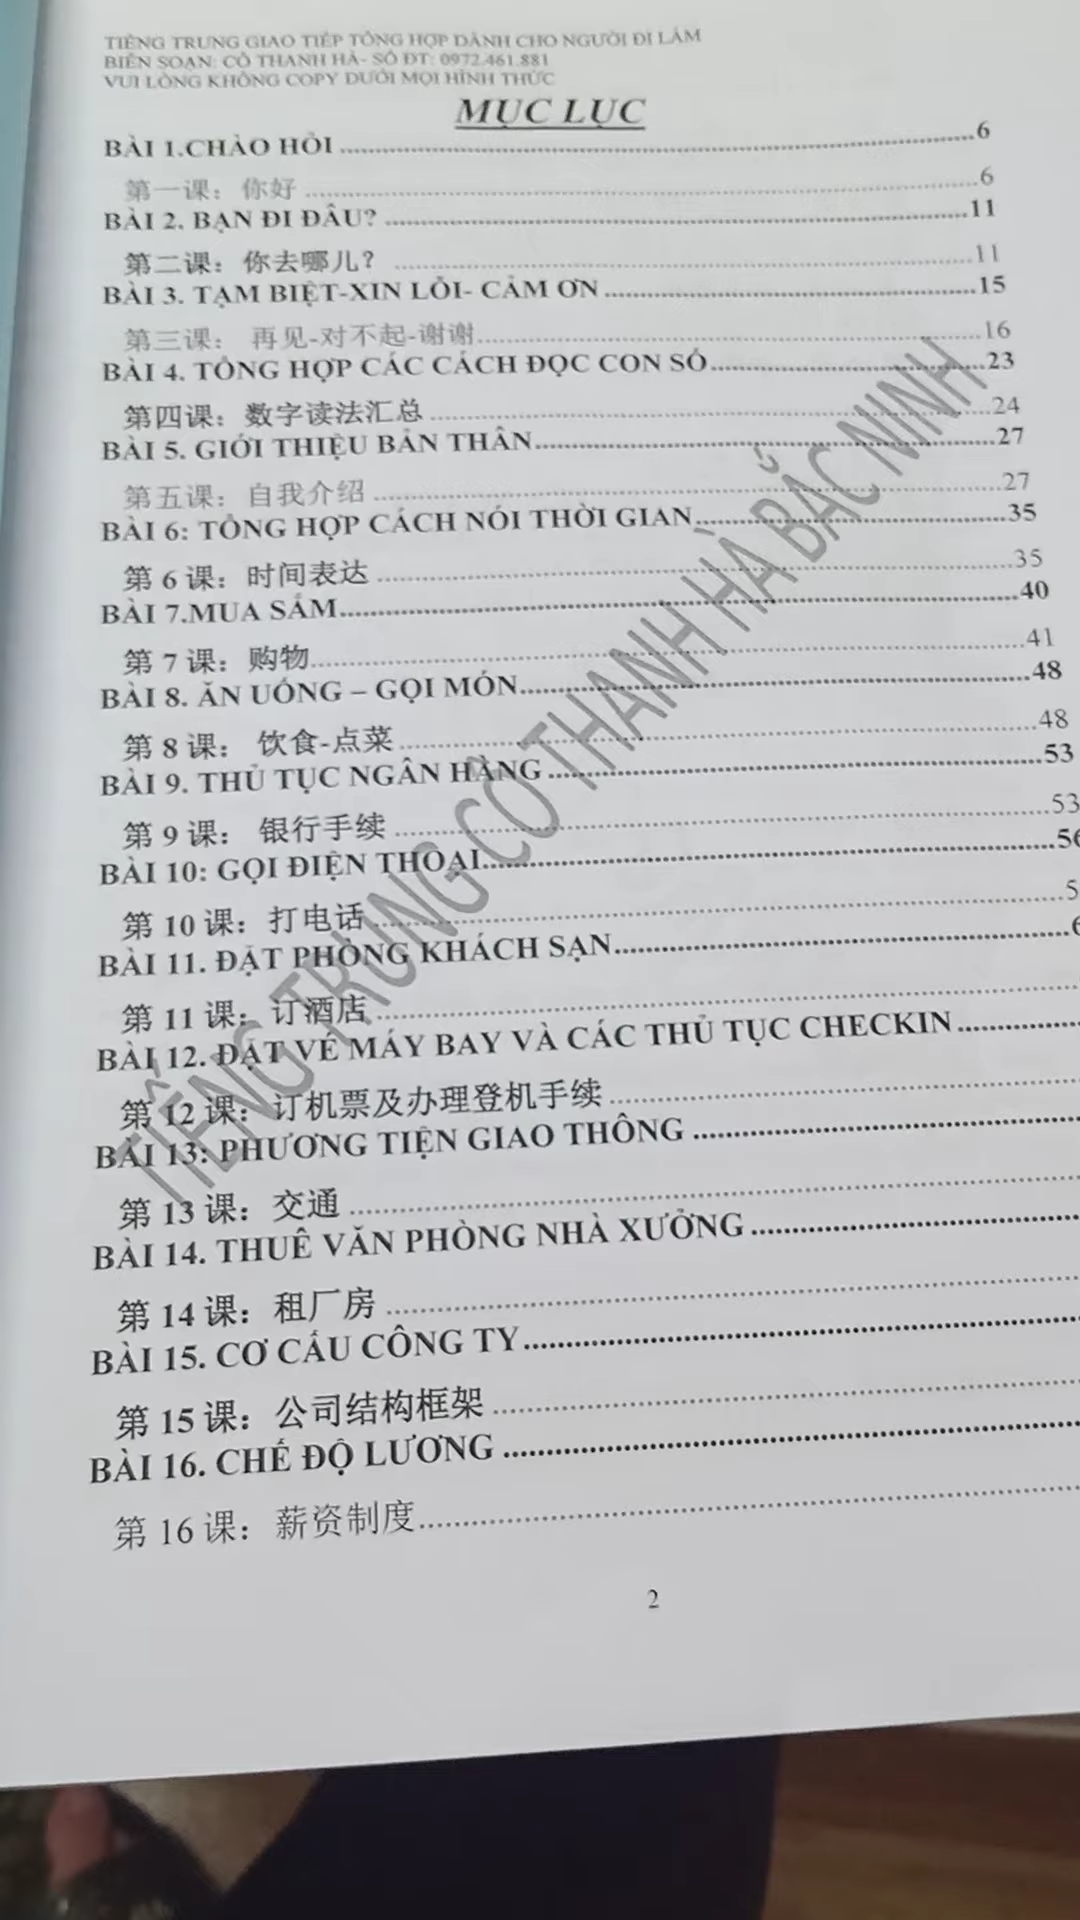 TIẾNG TRUNG GIAO TIẾP TỔNG HỢP DÀNH CHO NGƯỜI ĐI LÀM
BIÊN SOẠN: CÔ THANH HÀ- SỐ ĐT: 0972.461.881
VUI LÒNG KHÔNG COPY DƯỚI MỌI HÌNH THỨC
MỤC LỤC
BÀI 1.CHÀO HỎI ..... 6
第一课：你好 ..... 6
BÀI 2. BẠN ĐI ĐÂU? ..... 11
第二课：你去哪儿？ ..... 11
BÀI 3. TẠM BIỆT-XIN LỖI- CẢM ƠN ..... 15
第三课： 再见-对不起-谢谢 ..... 16
BÀI 4. TỔNG HỢP CÁC CÁCH ĐỌC CON SỐ ..... 23
第四课：数字读法汇总 ..... 24
BÀI 5. GIỚI THIỆU BẢN THÂN ..... 27
第五课：自我介绍 ..... 27
BÀI 6: TỔNG HỢP CÁCH NÓI THỜI GIAN ..... 35
第 6 课：时间表达 ..... 35
BÀI 7.MUA SẮM ..... 40
第 7 课：购物 ..... 41
BÀI 8. ĂN UỐNG – GỌI MÓN ..... 48
第 8 课： 饮食-点菜 ..... 48
BÀI 9. THỦ TỤC NGÂN HÀNG ..... 53
第 9 课： 银行手续 ..... 53
BÀI 10: GỌI ĐIỆN THOẠI ..... 56
第 10 课：打电话 ..... 5
BÀI 11. ĐẶT PHÒNG KHÁCH SẠN ..... 6
第 11 课：订酒店 .....
BÀI 12. ĐẶT VÉ MÁY BAY VÀ CÁC THỦ TỤC CHECKIN .....
第 12 课：订机票及办理登机手续 .....
BÀI 13: PHƯƠNG TIỆN GIAO THÔNG .....
第 13 课：交通 .....
BÀI 14. THUÊ VĂN PHÒNG NHÀ XƯỞNG .....
第 14 课：租厂房 .....
BÀI 15. CƠ CẤU CÔNG TY .....
第 15 课：公司结构框架 .....
BÀI 16. CHẾ ĐỘ LƯƠNG .....
第 16 课：薪资制度 .....
2
TIẾNG TRUNG CÔ THANH HÀ BẮC NINH